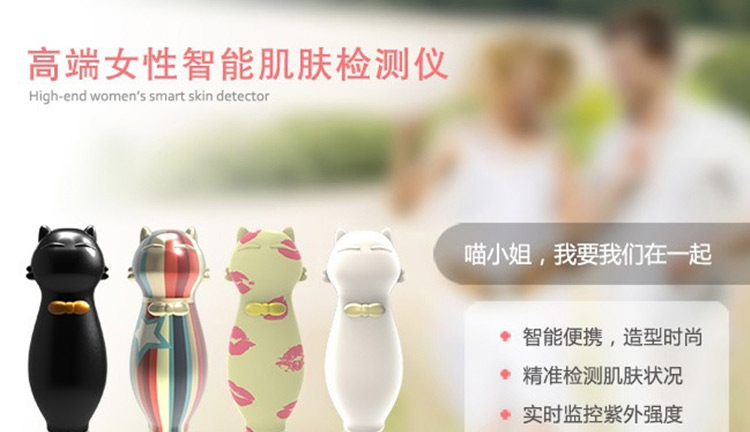 高端女性智能肌肤检测仪
High-end women's smart skin detector
喵小姐，我要我们在一起
智能便携，造型时尚
精准检测肌肤状况
实时监控紫外强度